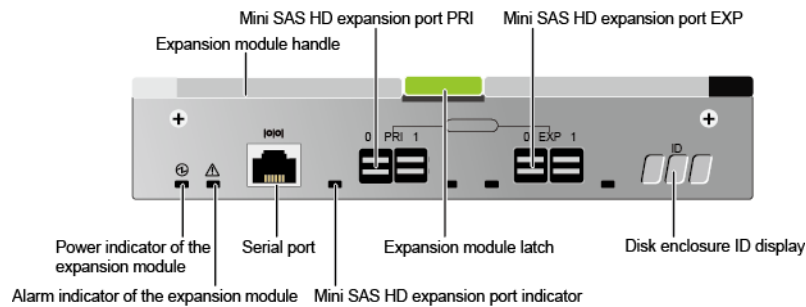 Mini SAS HD expansion port PRI Mini SAS HD expansion port EXP
Expansion module handle
|o|o|
0 PRI 1
0 EXP 1
ID
Power indicator of the
expansion module
Serial port
Expansion module latch
Disk enclosure ID display
Alarm indicator of the expansion module Mini SAS HD expansion port indicator